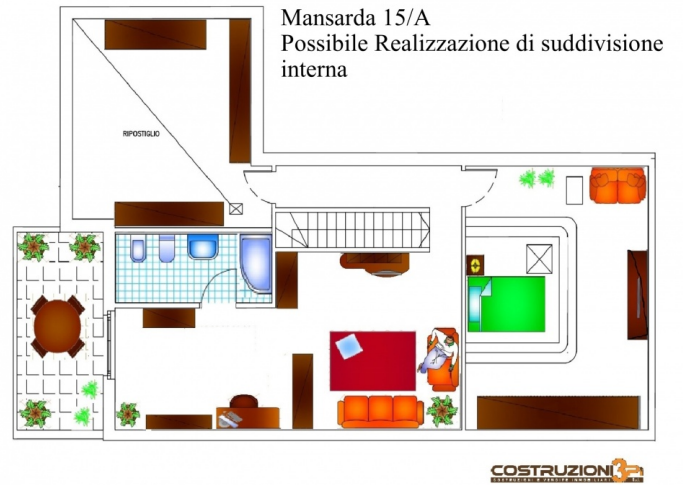 Mansarda 15/A
Possibile Realizzazione di suddivisione
interna
RIPOSTIGLIO
COSTRUZIONI